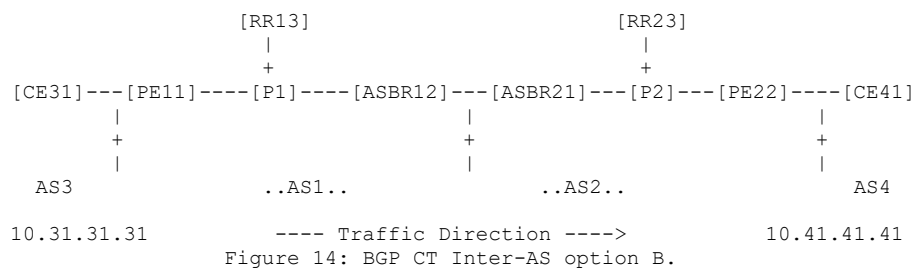 [RR13] [RR23]
| |
+ +
[CE31]---[PE11]----[P1]----[ASBR12]---[ASBR21]---[P2]---[PE22]----[CE41]
| | |
+ + +
| | |
AS3 ..AS1.. ..AS2.. AS4
10.31.31.31 ---- Traffic Direction ----> 10.41.41.41
Figure 14: BGP CT Inter-AS option B.